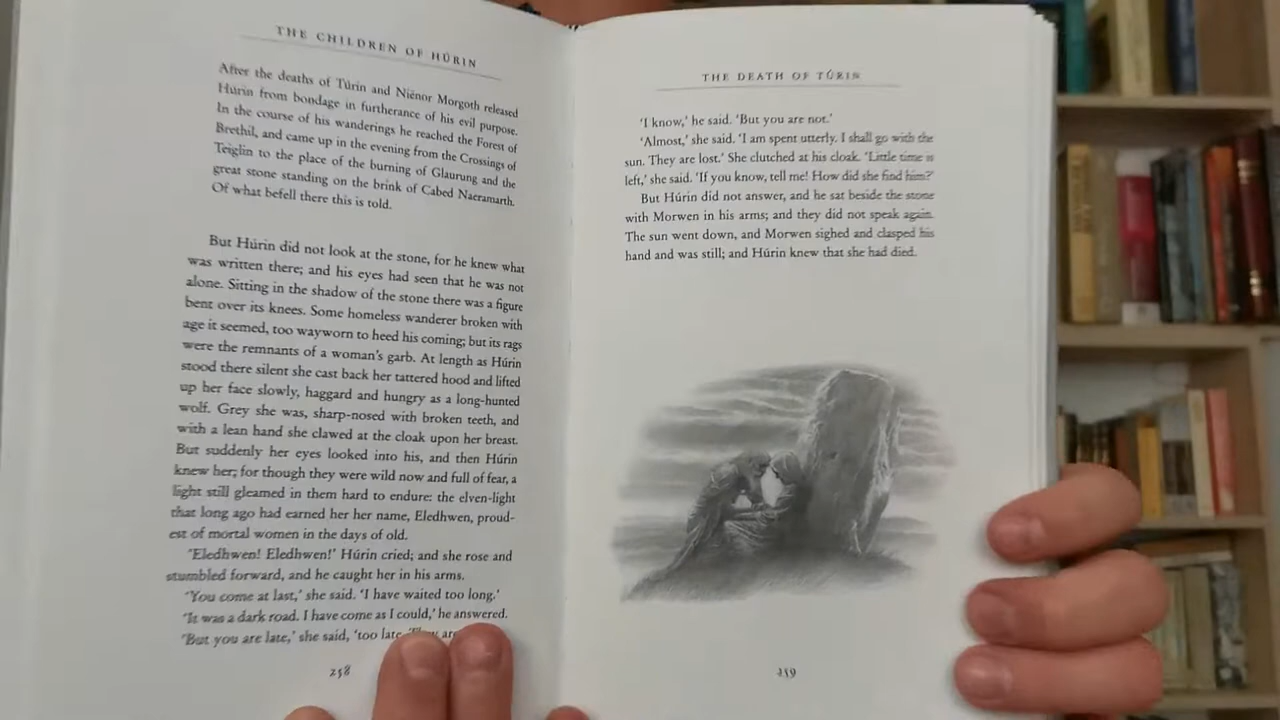 THE CHILDREN OF HÚRIN
After the deaths of Túrin and Niënor Morgoth released
Húrin from bondage in furtherance of his evil purpose.
In the course of his wanderings he reached the Forest of
Brethil, and came up in the evening from the Crossings of
Teiglin to the place of the burning of Glaurung and the
great stone standing on the brink of Cabed Naeramarth.
Of what befell there this is told.
But Húrin did not look at the stone, for he knew what
was written there; and his eyes had seen that he was not
alone. Sitting in the shadow of the stone there was a figure
bent over its knees. Some homeless wanderer broken with
age it seemed, too wayworn to heed his coming; but its rags
were the remnants of a woman's garb. At length as Húrin
stood there silent she cast back her tattered hood and lifted
up her face slowly, haggard and hungry as a long-hunted
wolf. Grey she was, sharp-nosed with broken teeth, and
with a lean hand she clawed at the cloak upon her breast.
But suddenly her eyes looked into his, and then Húrin
knew her; for though they were wild now and full of fear, a
light still gleamed in them hard to endure: the elven-light
that long ago had earned her her name, Eledhwen, proud-
est of mortal women in the days of old.
'Eledhwen! Eledhwen!' Húrin cried; and she rose and
stumbled forward, and he caught her in his arms.
'You come at last,' she said. 'I have waited too long.'
'It was a dark road. I have come as I could,' he answered.
'But you are late,' she said, 'too late.
258
THE DEATH OF TÚRIN
'I know,' he said. 'But you are not.'
'Almost,' she said. 'I am spent utterly. I shall go with the
sun. They are lost.' She clutched at his cloak. 'Little time is
left,' she said. 'If you know, tell me! How did she find him?'
But Húrin did not answer, and he sat beside the stone
with Morwen in his arms; and they did not speak again.
The sun went down, and Morwen sighed and clasped his
hand and was still; and Húrin knew that she had died.
259